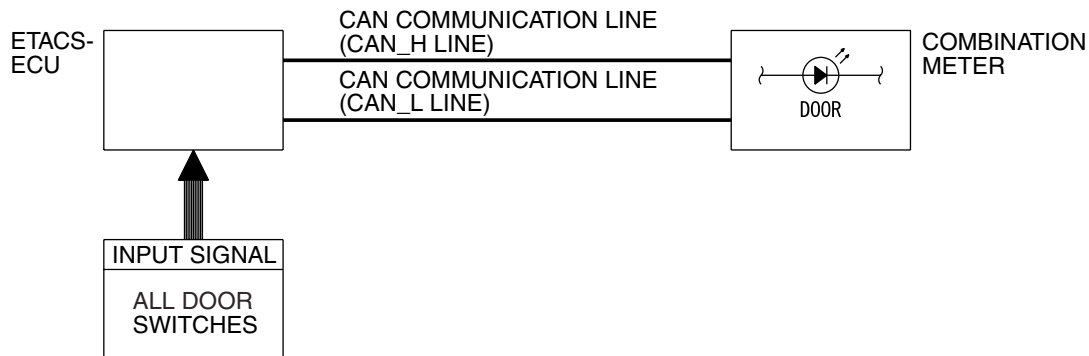 ETACS-
ECU
CAN COMMUNICATION LINE
(CAN_H LINE)
CAN COMMUNICATION LINE
(CAN_L LINE)
DOOR
COMBINATION
METER
INPUT SIGNAL
ALL DOOR
SWITCHES